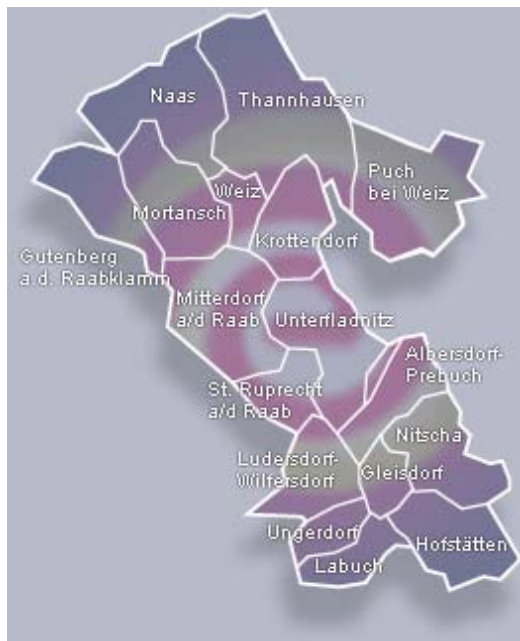 Naas
Thannhausen
Puch
bei Weiz
Weiz
Mortansch
Krottendorf
Gutenberg
a.d. Raabklamm
Mitterdorf
a/d Raab
Unterfladnitz
Albersdorf-
Prebuch
St. Ruprecht
a/d Raab
Nitscha
Ludersdorf-
Wilfersdorf
Gleisdorf
Ungerdorf
Hofstätten
Labuch